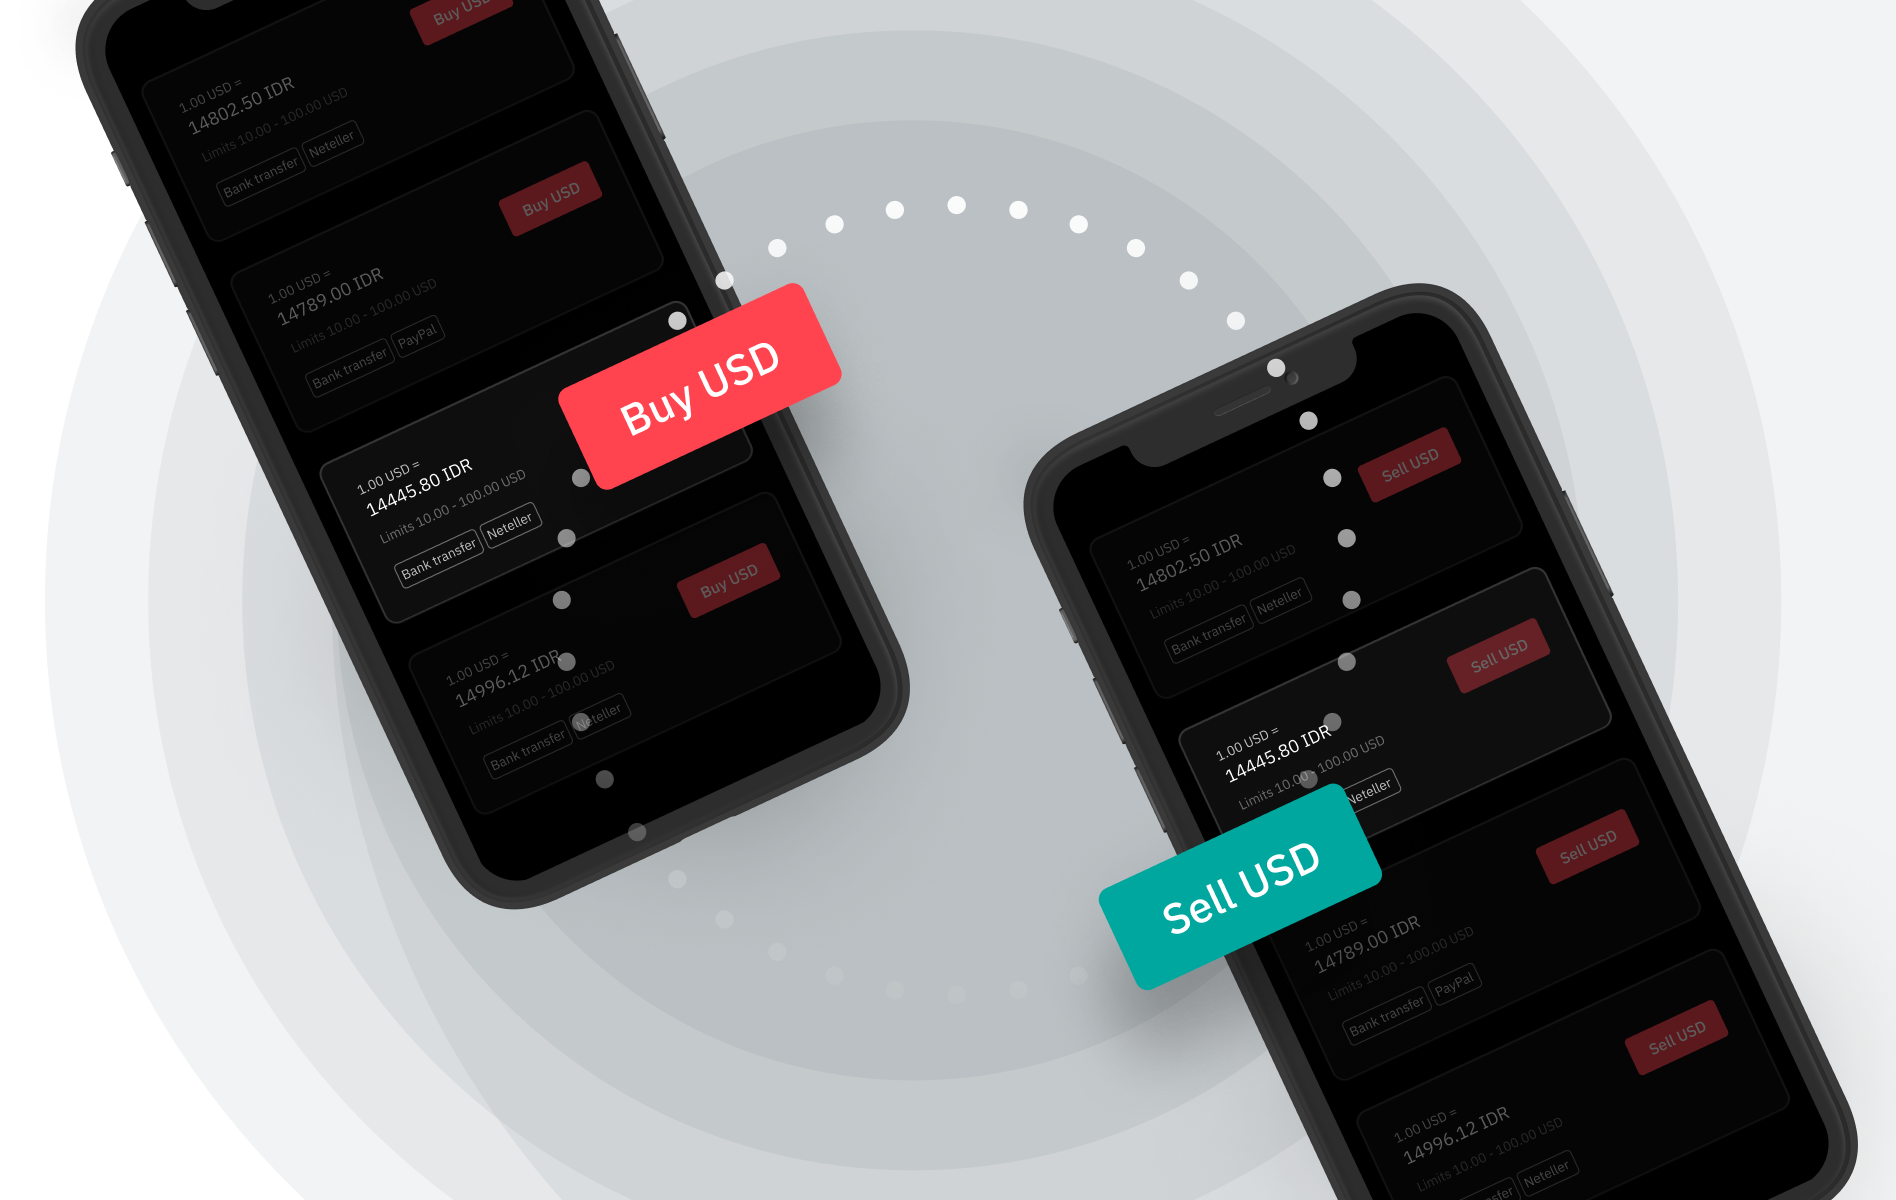 Buy USD
1.00 USD =
14802.50 IDR
Limits 10.00 - 100.00 USD
Bank transfer Neteller
Buy USD
1.00 USD =
14789.00 IDR
Limits 10.00 - 100.00 USD
Bank transfer PayPal
Buy USD
1.00 USD =
14445.80 IDR
Limits 10.00 - 100.00 USD
Bank transfer Neteller
Buy USD
1.00 USD =
14996.12 IDR
Limits 10.00 - 100.00 USD
Bank transfer Neteller
Sell USD
1.00 USD =
14802.50 IDR
Limits 10.00 - 100.00 USD
Bank transfer Neteller
Sell USD
1.00 USD =
14445.80 IDR
Limits 10.00 - 100.00 USD
Neteller
Sell USD
Sell USD
1.00 USD =
14789.00 IDR
Limits 10.00 - 100.00 USD
Bank transfer PayPal
Sell USD
1.00 USD =
14996.12 IDR
Limits 10.00 - 100.00 USD
Bank transfer Neteller